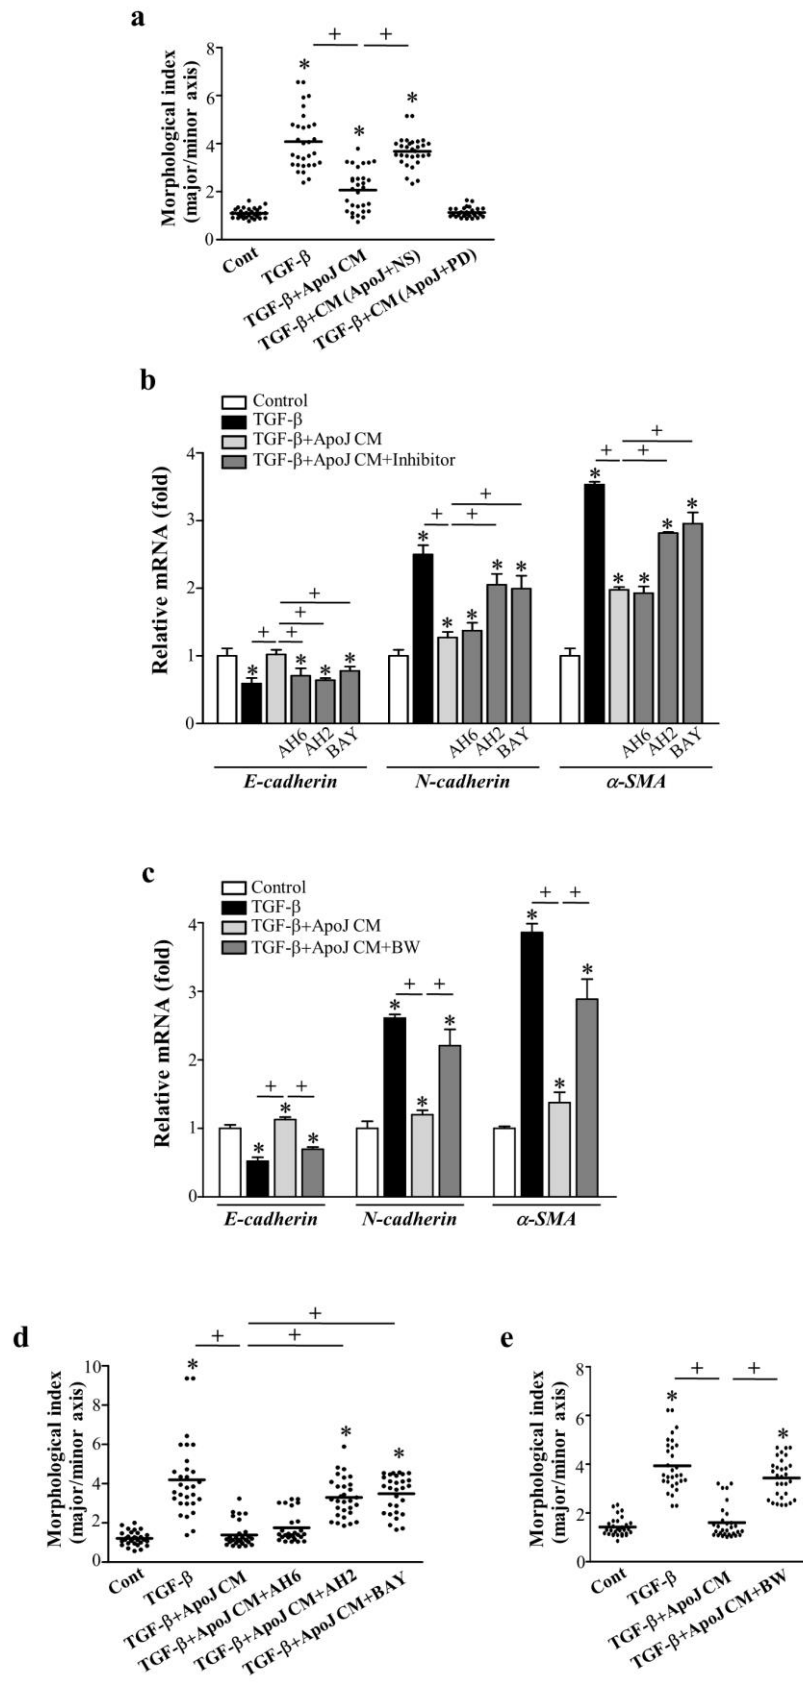 a
+ +
Morphological index
(major/minor axis)
8
6
4
2
0
*
*
*
Cont
TGF-β
TGF-β+ApoJ CM
TGF-β+CM (ApoJ+NS)
TGF-β+CM (ApoJ+PD)
b
Control
TGF-β
TGF-β+ApoJ CM
TGF-β+ApoJ CM+Inhibitor
Relative mRNA (fold)
4
3
2
1
0
+ + + +
* * * *
+ + +
* * * * *
+ + +
* * * * *
AH6 AH2 BAY AH6 AH2 BAY AH6 AH2 BAY
E-cadherin N-cadherin α-SMA
c
Control
TGF-β
TGF-β+ApoJ CM
TGF-β+ApoJ CM+BW
Relative mRNA (fold)
4
3
2
1
0
+ +
* * *
+ +
* * *
+ +
* * *
E-cadherin N-cadherin α-SMA
d
+
+ +
Morphological index
(major/minor axis)
10
8
6
4
2
0
* * *
Cont
TGF-β
TGF-β+ApoJ CM
TGF-β+ApoJ CM+AH6
TGF-β+ApoJ CM+AH2
TGF-β+ApoJ CM+BAY
e
+ +
Morphological index
(major/minor axis)
8
6
4
2
0
* *
Cont
TGF-β
TGF-β+ApoJ CM
TGF-β+ApoJ CM+BW